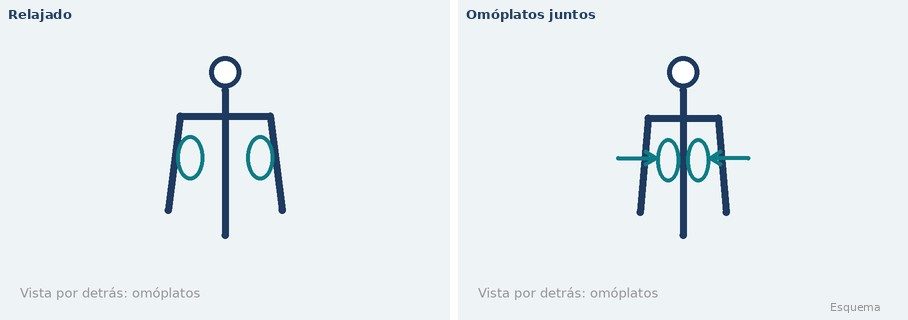 Relajado
Omóplatos juntos
Vista por detrás: omóplatos
Vista por detrás: omóplatos
Esquema